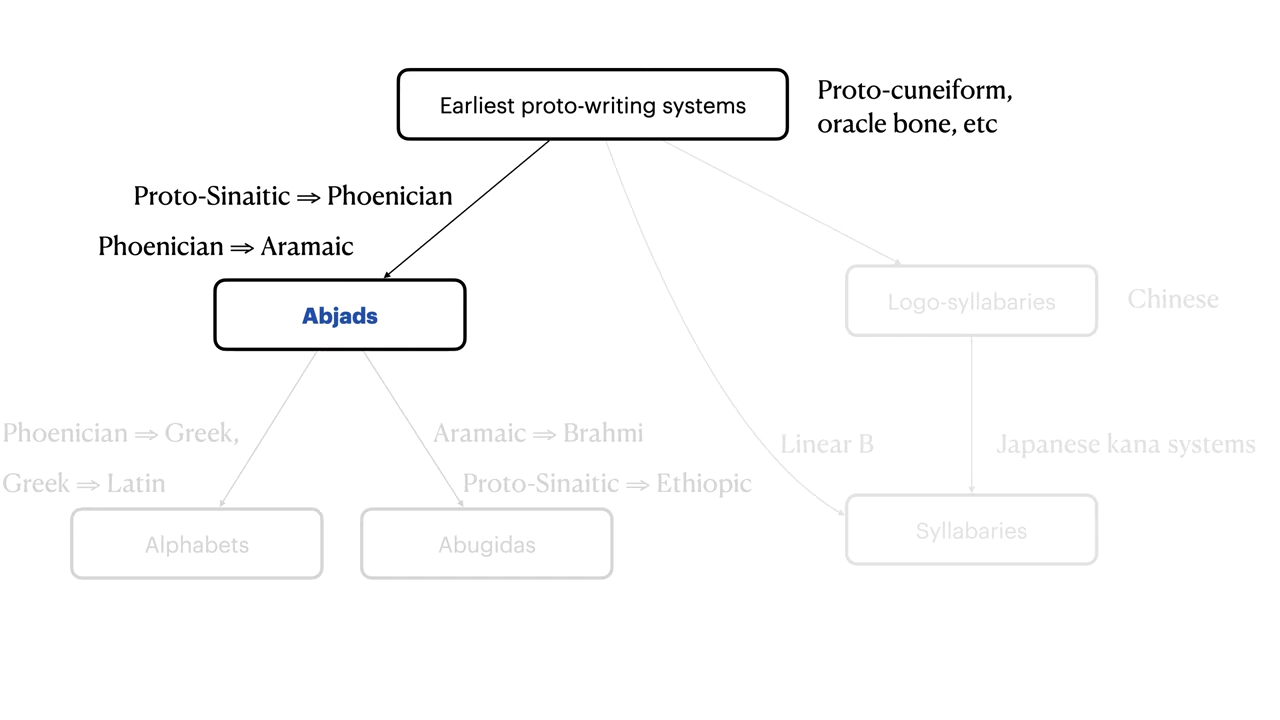 Earliest proto-writing systems
Proto-cuneiform,
oracle bone, etc
Proto-Sinaitic ⇒ Phoenician
Phoenician ⇒ Aramaic
Abjads
Logo-syllabaries
Chinese
Phoenician ⇒ Greek,
Greek ⇒ Latin
Aramaic ⇒ Brahmi
Proto-Sinaitic ⇒ Ethiopic
Linear B
Japanese kana systems
Alphabets
Abugidas
Syllabaries